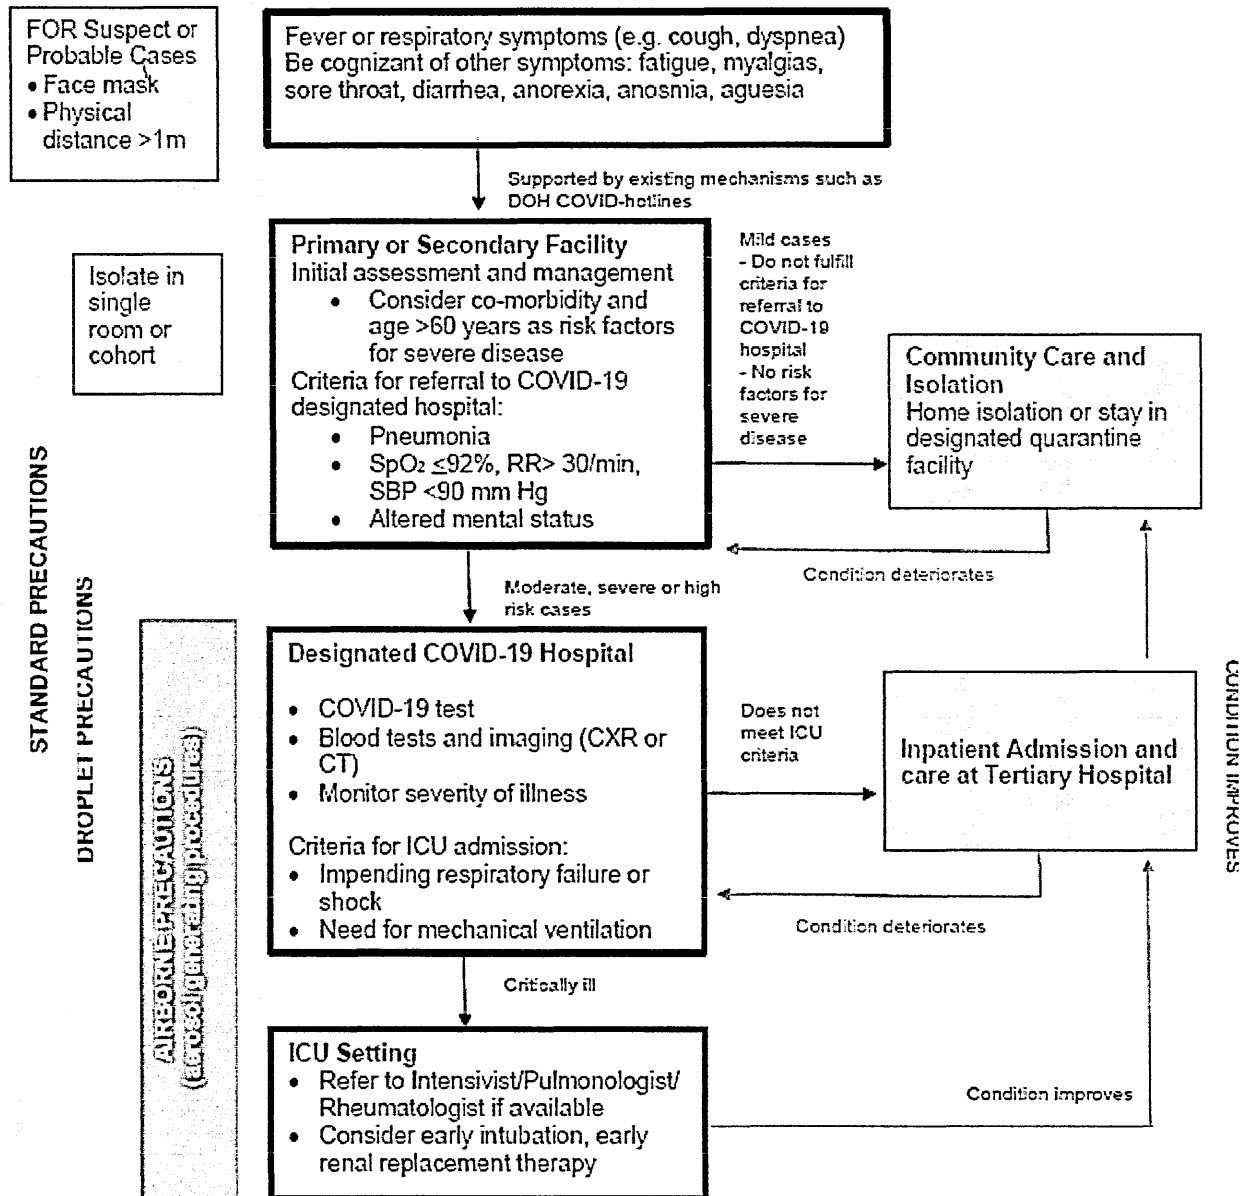 FOR Suspect or
Probable Cases
• Face mask
• Physical
distance >1m
Fever or respiratory symptoms (e.g. cough, dyspnea)
Be cognizant of other symptoms: fatigue, myalgias,
sore throat, diarrhea, anorexia, anosmia, aguesia
Supported by existing mechanisms such as
DOH COVID-hotlines
Isolate in
single
room or
cohort
Primary or Secondary Facility
Initial assessment and management
• Consider co-morbidity and
age >60 years as risk factors
for severe disease
Criteria for referral to COVID-19
designated hospital:
• Pneumonia
• SpO₂ ≤92%, RR> 30/min,
SBP <90 mm Hg
• Altered mental status
Mild cases
- Do not fulfill
criteria for
referral to
COVID-19
hospital
- No risk
factors for
severe
disease
Community Care and
Isolation
Home isolation or stay in
designated quarantine
facility
Condition deteriorates
Moderate, severe or high
risk cases
STANDARD PRECAUTIONS
DROPLET PRECAUTIONS
AIRBORNE PRECAUTIONS
(aerosol generating procedures)
Designated COVID-19 Hospital
• COVID-19 test
• Blood tests and imaging (CXR or
CT)
• Monitor severity of illness
Criteria for ICU admission:
• Impending respiratory failure or
shock
• Need for mechanical ventilation
Does not
meet ICU
criteria
Inpatient Admission and
care at Tertiary Hospital
CONDITION IMPROVES
Condition deteriorates
Critically ill
ICU Setting
• Refer to Intensivist/Pulmonologist/
Rheumatologist if available
• Consider early intubation, early
renal replacement therapy
Condition improves